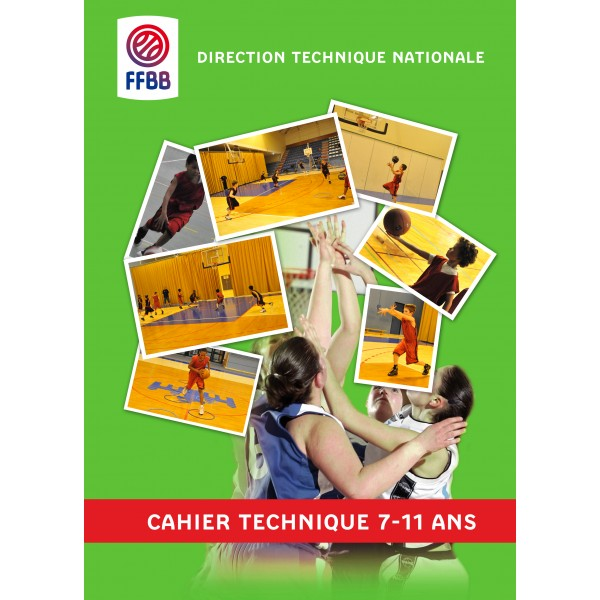 FFBB
DIRECTION TECHNIQUE NATIONALE
CAHIER TECHNIQUE 7-11 ANS